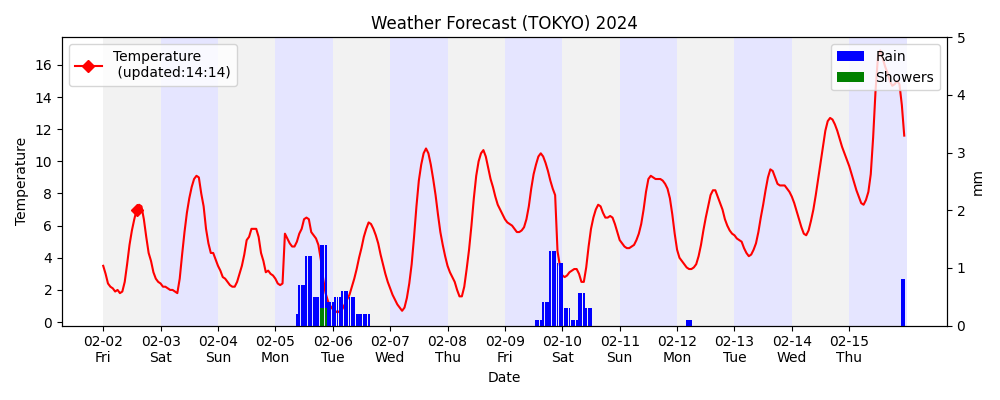 Weather Forecast (TOKYO) 2024
Temperature
(updated:14:14)
Rain
Showers
Temperature
16
14
12
10
8
6
4
2
0
5
4
3
2
1
0
mm
02-02 02-03 02-04 02-05 02-06 02-07 02-08 02-09 02-10 02-11 02-12 02-13 02-14 02-15
Fri Sat Sun Mon Tue Wed Thu Fri Sat Sun Mon Tue Wed Thu
Date